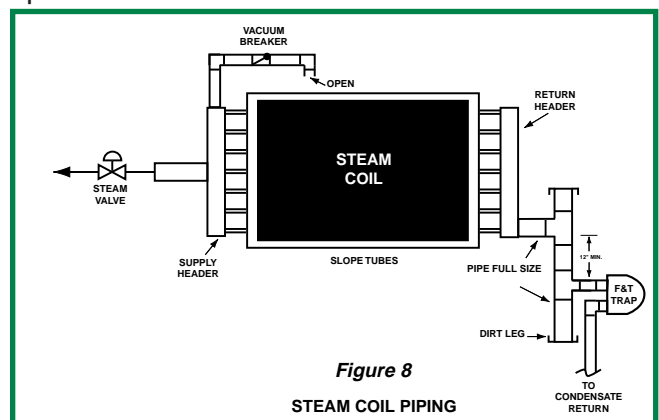 VACUUM
BREAKER
OPEN
RETURN
HEADER
STEAM
COIL
STEAM
VALVE
SUPPLY
HEADER
SLOPE TUBES
PIPE FULL SIZE
12" MIN.
F&T
TRAP
DIRT LEG
TO
CONDENSATE
RETURN
Figure 8
STEAM COIL PIPING